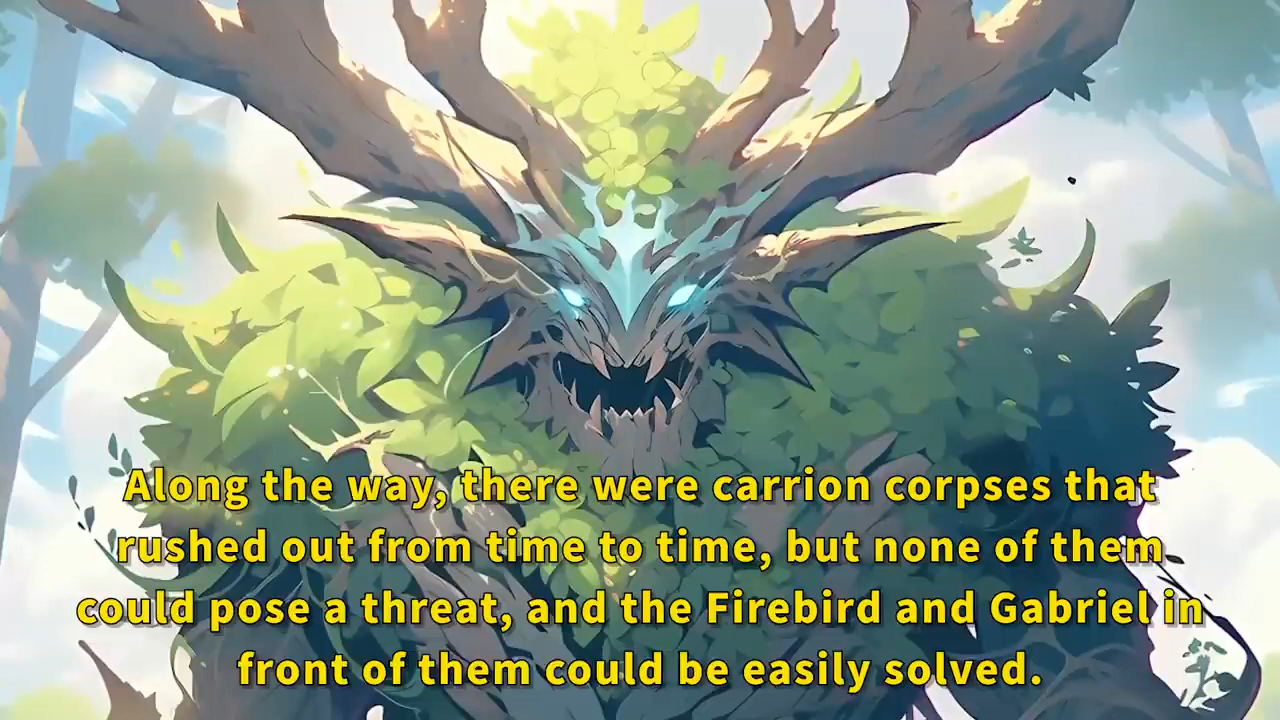 Along the way, there were carrion corpses that
rushed out from time to time, but none of them
could pose a threat, and the Firebird and Gabriel in
front of them could be easily solved.